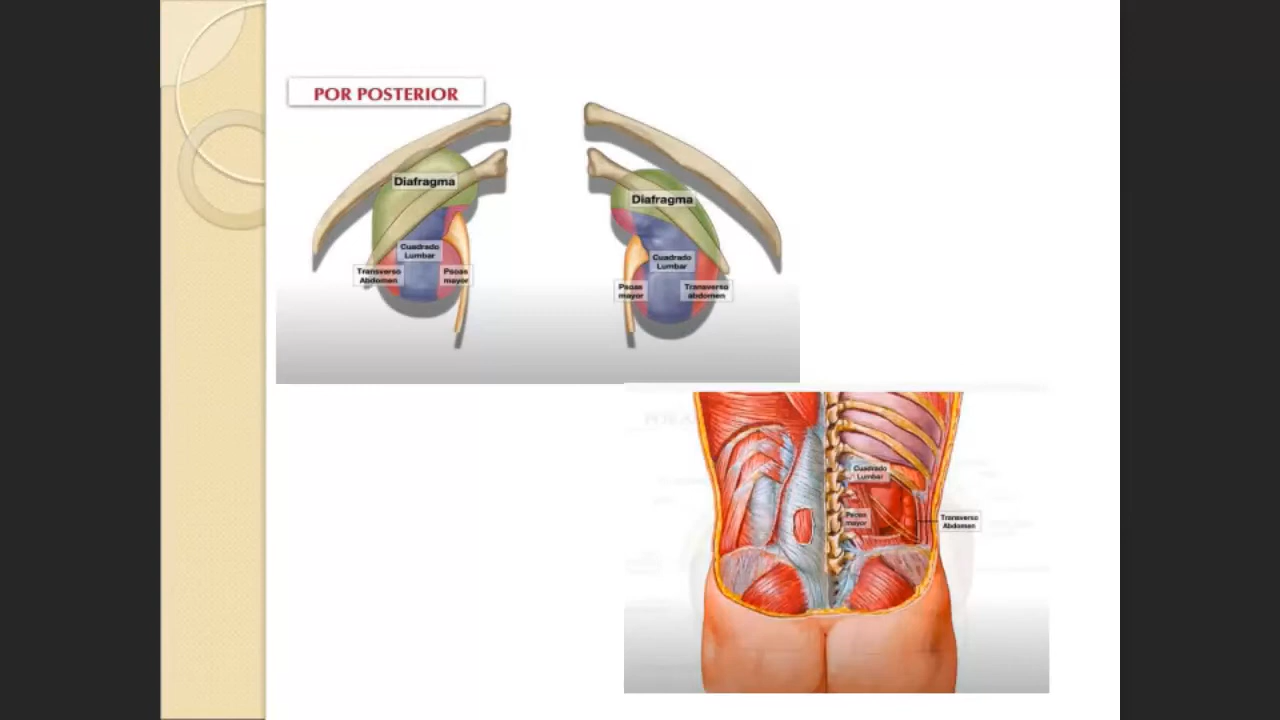 POR POSTERIOR
Diafragma
Cuadrado
Lumbar
Transverso
Abdomen
Psoas
mayor
Diafragma
Cuadrado
Lumbar
Psoas
mayor
Transverso
abdomen
Cuadrado
Lumbar
Psoas
mayor
Transverso
Abdomen